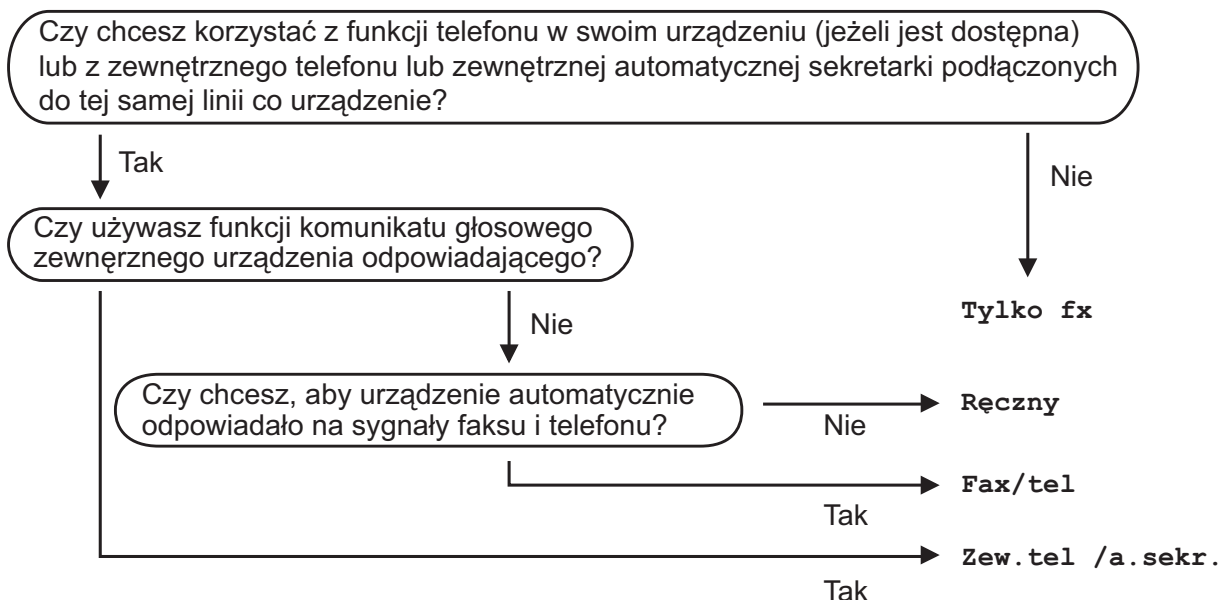 Czy chcesz korzystać z funkcji telefonu w swoim urządzeniu (jeżeli jest dostępna)
lub z zewnętrznego telefonu lub zewnętrznej automatycznej sekretarki podłączonych
do tej samej linii co urządzenie?
Tak
Nie
Czy używasz funkcji komunikatu głosowego
zewnęrznego urządzenia odpowiadającego?
Tylko fx
Nie
Czy chcesz, aby urządzenie automatycznie
odpowiadało na sygnały faksu i telefonu?
Nie
Ręczny
Fax/tel
Tak
Zew.tel /a.sekr.
Tak